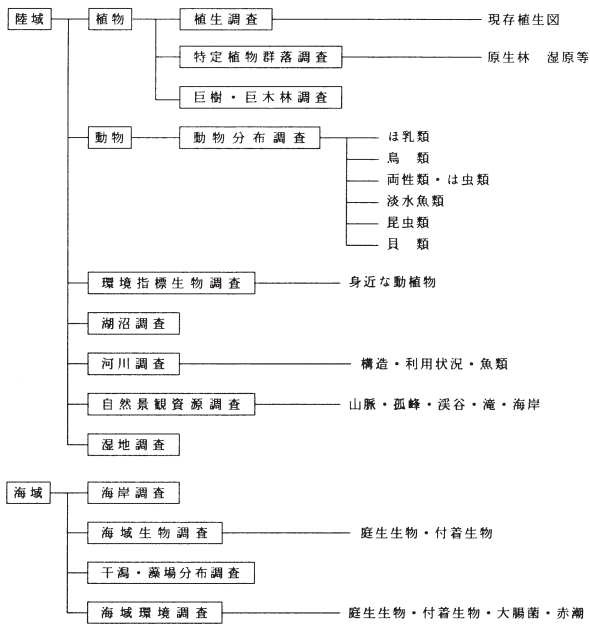 陸域 植物 植生調査 現存植生図
特定植物群落調査 原生林 湿原等
巨樹・巨木林調査
動物 動物分布調査 ほ乳類
鳥 類
両性類・は虫類
淡水魚類
昆虫類
貝 類
環境指標生物調査 身近な動植物
湖沼調査
河川調査 構造・利用状況・魚類
自然景観資源調査 山脈・孤峰・渓谷・滝・海岸
湿地調査
海域 海岸調査
海域生物調査 庭生生物・付着生物
干潟・藻場分布調査
海域環境調査 庭生生物・付着生物・大腸菌・赤潮